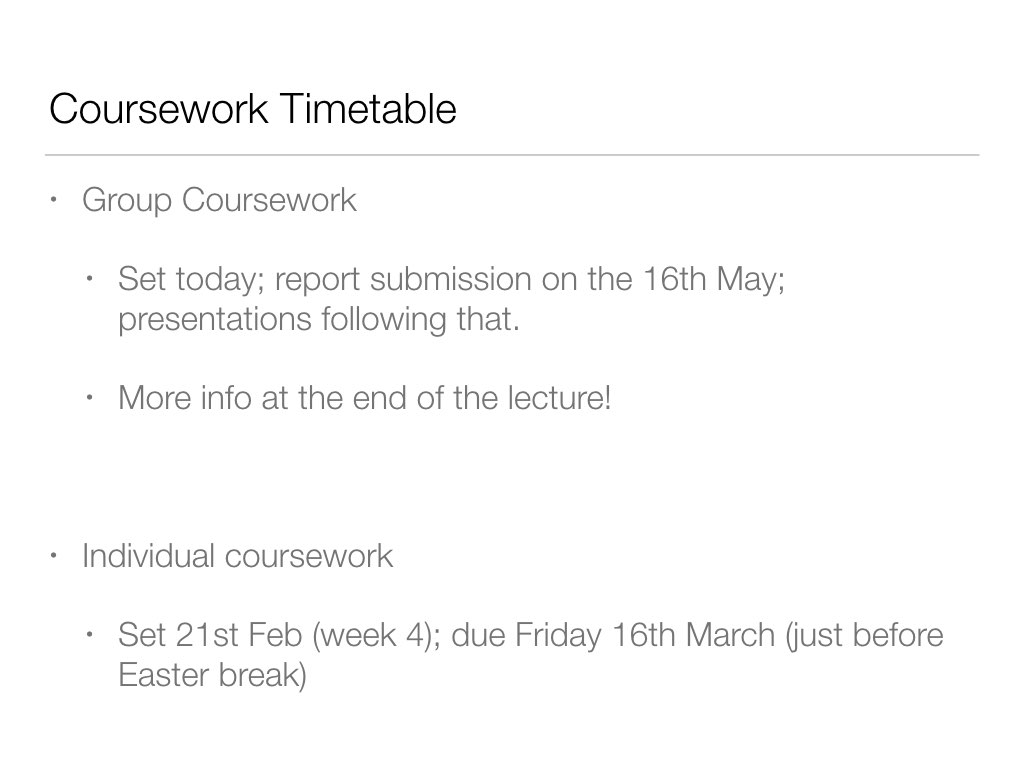 Coursework Timetable
• Group Coursework
• Set today; report submission on the 16th May;
presentations following that.
• More info at the end of the lecture!
• Individual coursework
• Set 21st Feb (week 4); due Friday 16th March (just before
Easter break)